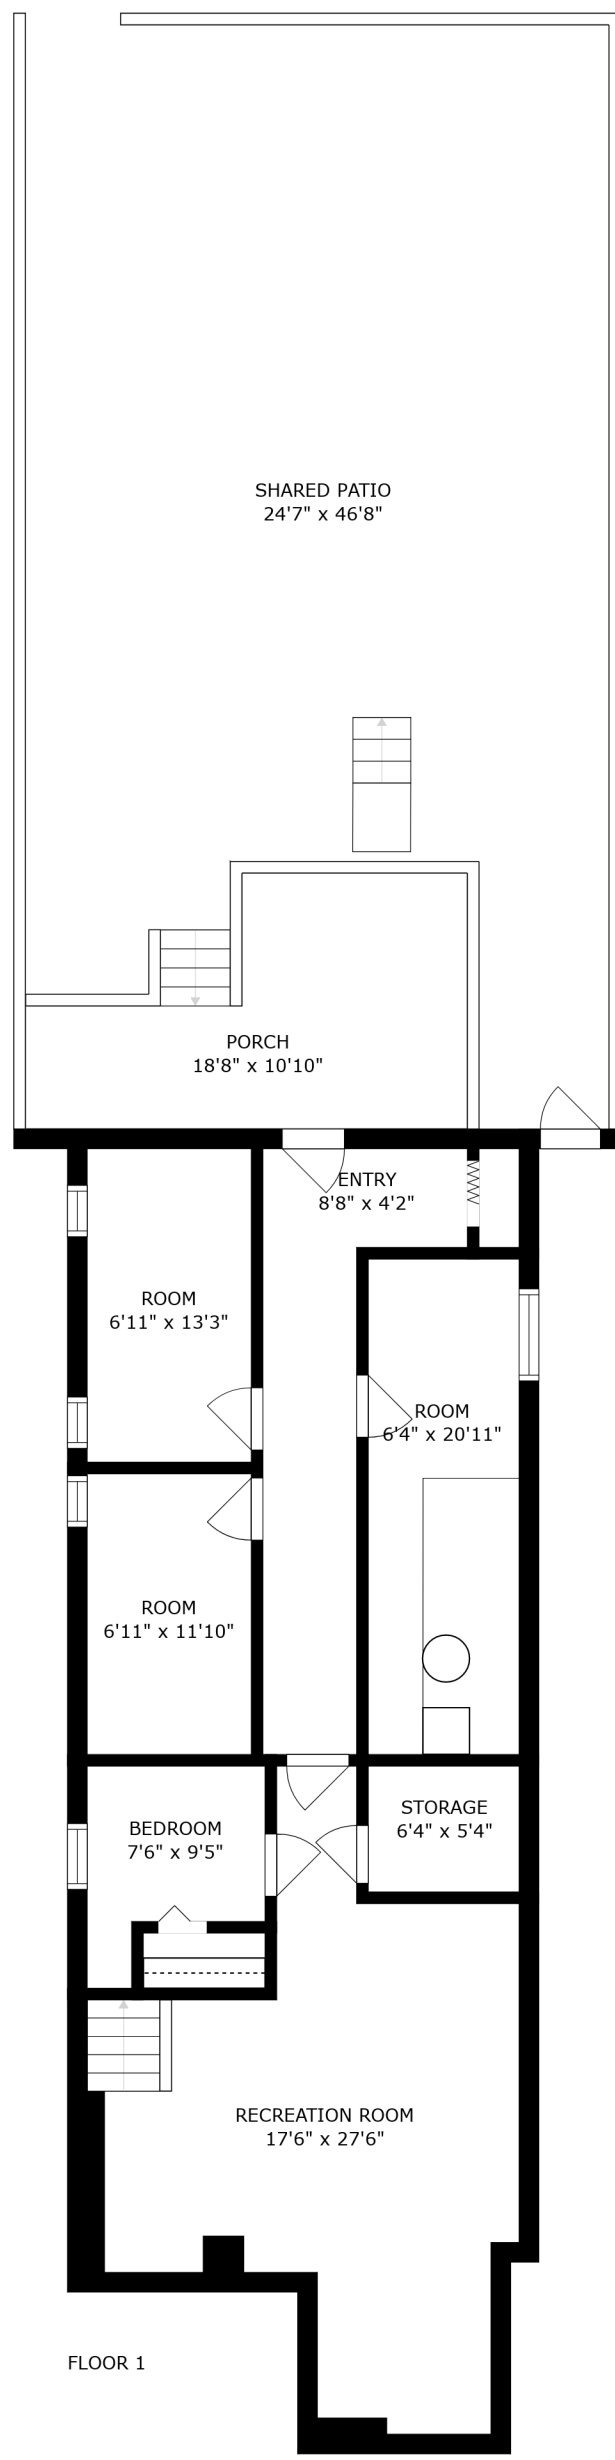 SHARED PATIO
24'7" x 46'8"
PORCH
18'8" x 10'10"
ENTRY
8'8" x 4'2"
ROOM
6'11" x 13'3"
ROOM
6'4" x 20'11"
ROOM
6'11" x 11'10"
STORAGE
6'4" x 5'4"
BEDROOM
7'6" x 9'5"
RECREATION ROOM
17'6" x 27'6"
FLOOR 1